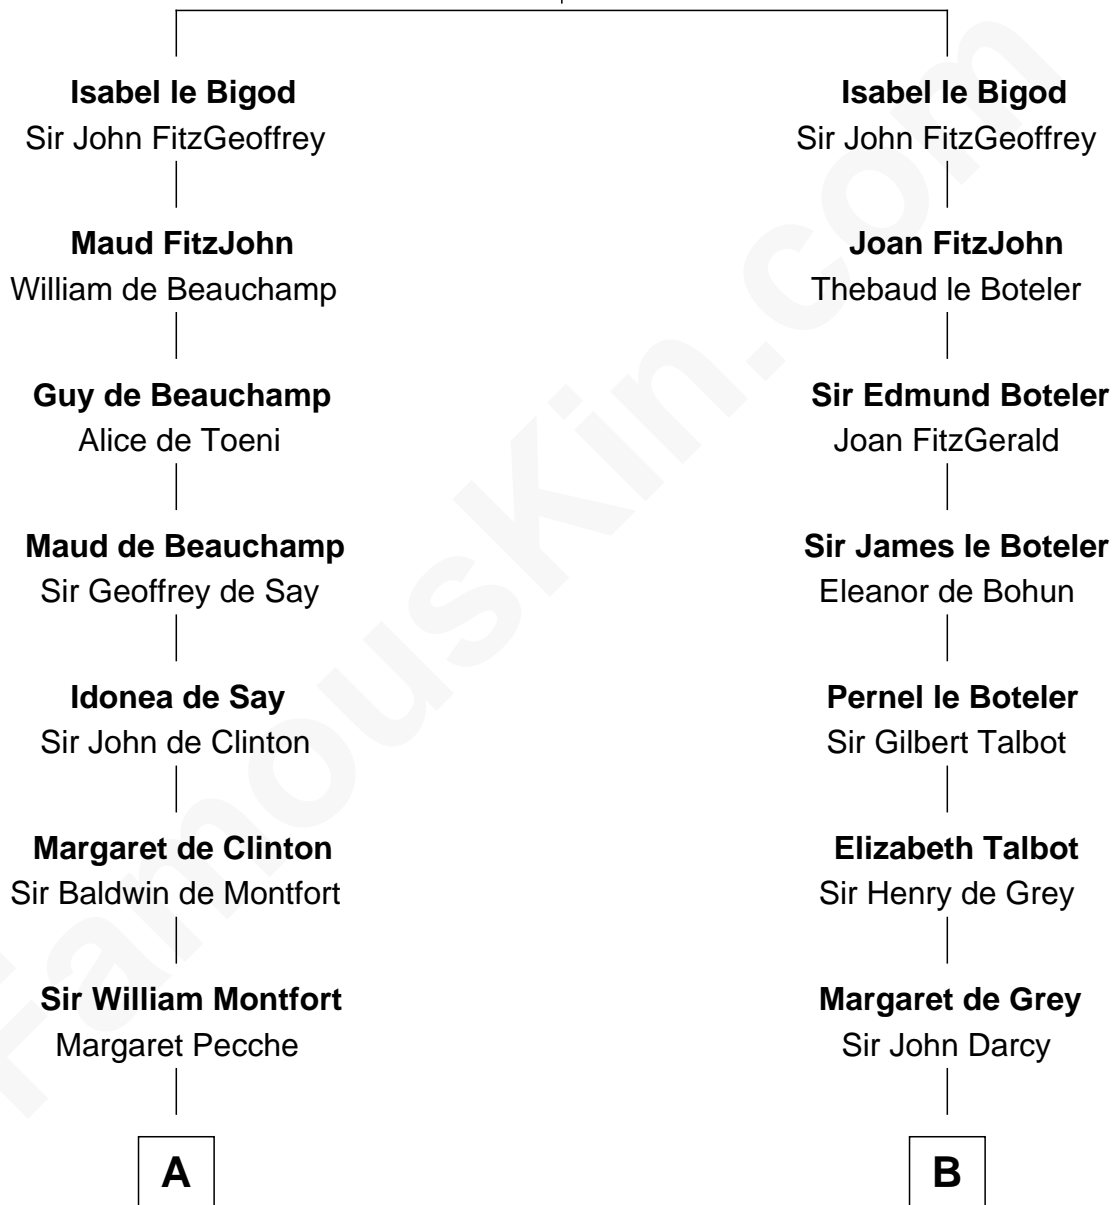 Isabel le Bigod
Sir John FitzGeoffrey
Maud FitzJohn
William de Beauchamp
Guy de Beauchamp
Alice de Toeni
Maud de Beauchamp
Sir Geoffrey de Say
Idonea de Say
Sir John de Clinton
Margaret de Clinton
Sir Baldwin de Montfort
Sir William Montfort
Margaret Pecche
A
Isabel le Bigod
Sir John FitzGeoffrey
Joan FitzJohn
Thebaud le Boteler
Sir Edmund Boteler
Joan FitzGerald
Sir James le Boteler
Eleanor de Bohun
Pernel le Boteler
Sir Gilbert Talbot
Elizabeth Talbot
Sir Henry de Grey
Margaret de Grey
Sir John Darcy
B
FamousKin.com